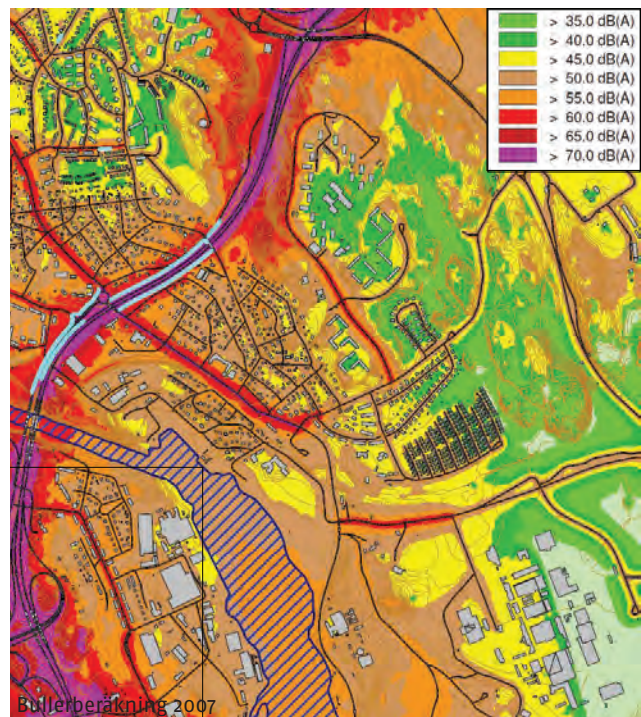 > 35.0 dB(A)
> 40.0 dB(A)
> 45.0 dB(A)
> 50.0 dB(A)
> 55.0 dB(A)
> 60.0 dB(A)
> 65.0 dB(A)
> 70.0 dB(A)
Bullerberäkning 2007